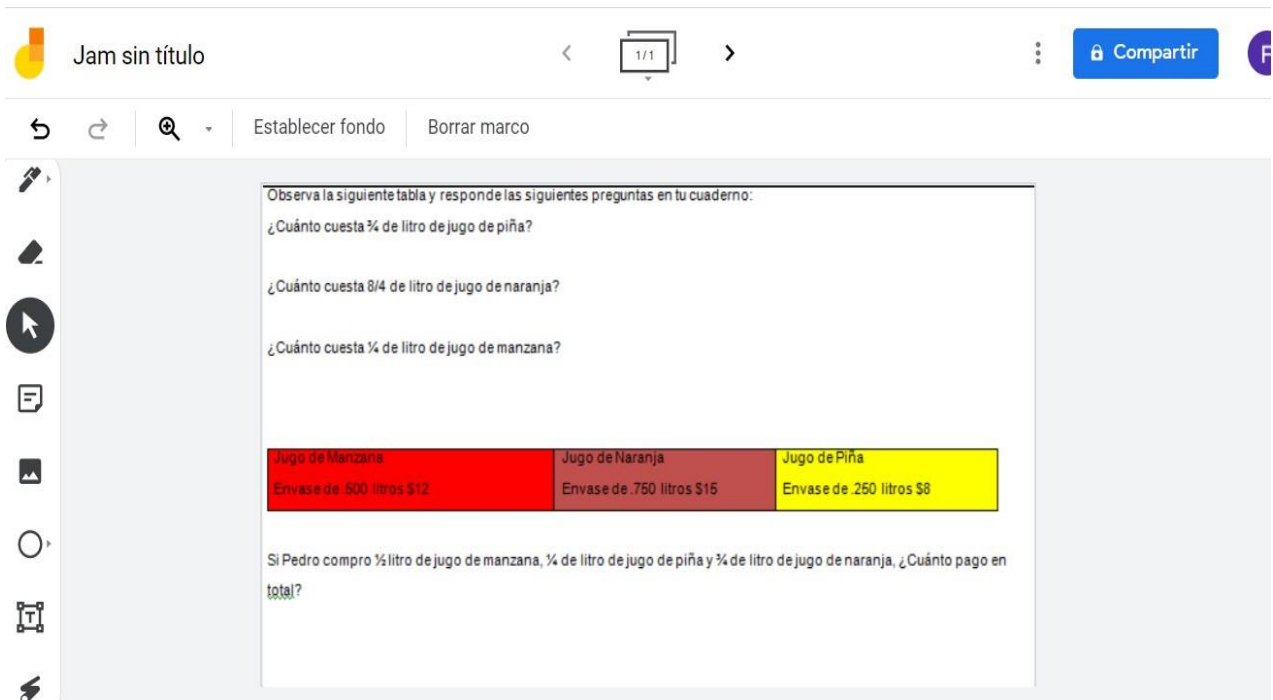 Jam sin título
1/1
Compartir
F
Establecer fondo
Borrar marco
Observa la siguiente tabla y responde las siguientes preguntas en tu cuaderno:
¿Cuánto cuesta ¾ de litro de jugo de piña?
¿Cuánto cuesta 8/4 de litro de jugo de naranja?
¿Cuánto cuesta ¼ de litro de jugo de manzana?
Jugo de Manzana
Envase de .500 litros $12
Jugo de Naranja
Envase de .750 litros $15
Jugo de Piña
Envase de .250 litros $8
Si Pedro compro ½ litro de jugo de manzana, ¼ de litro de jugo de piña y ¾ de litro de jugo de naranja, ¿Cuánto pago en
total?